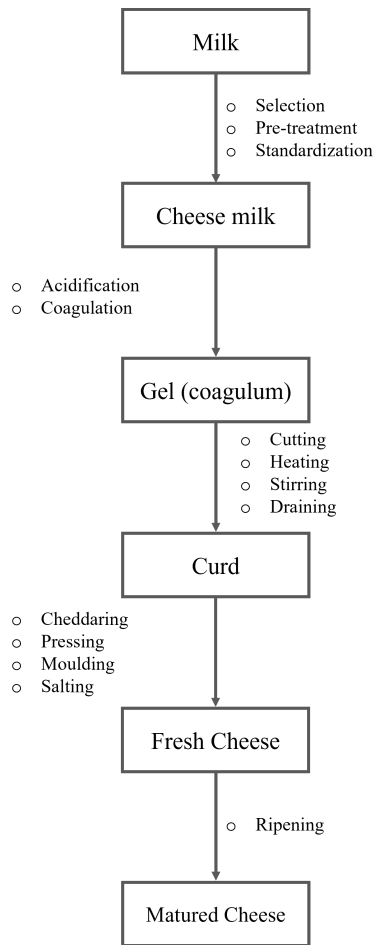 Milk
○ Selection
○ Pre-treatment
○ Standardization
Cheese milk
○ Acidification
○ Coagulation
Gel (coagulum)
○ Cutting
○ Heating
○ Stirring
○ Draining
Curd
○ Cheddaring
○ Pressing
○ Moulding
○ Salting
Fresh Cheese
○ Ripening
Matured Cheese